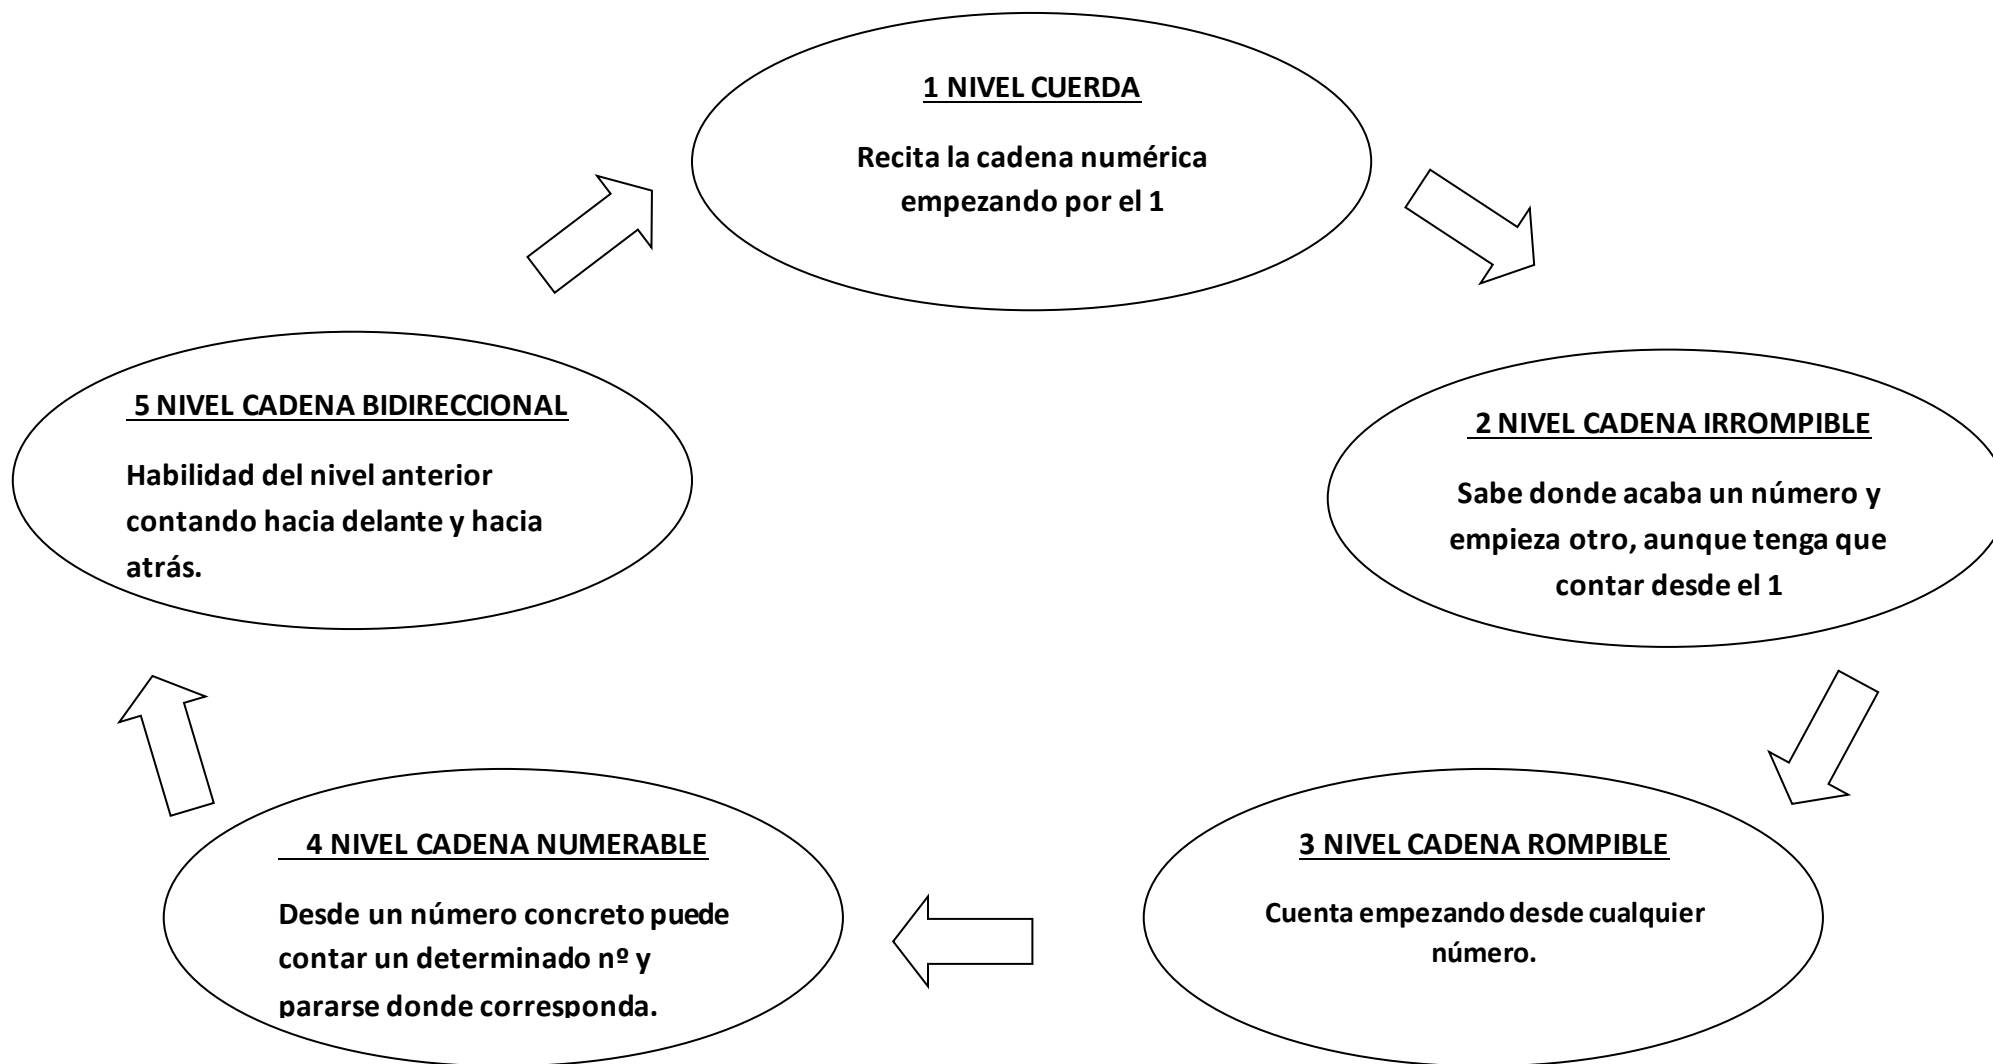 1 NIVEL CUERDA
Recita la cadena numérica
empezando por el 1
2 NIVEL CADENA IRROMPIBLE
Sabe donde acaba un número y
empieza otro, aunque tenga que
contar desde el 1
3 NIVEL CADENA ROMPIBLE
Cuenta empezando desde cualquier
número.
4 NIVEL CADENA NUMERABLE
Desde un número concreto puede
contar un determinado nº y
pararse donde corresponda.
5 NIVEL CADENA BIDIRECCIONAL
Habilidad del nivel anterior
contando hacia delante y hacia
atrás.